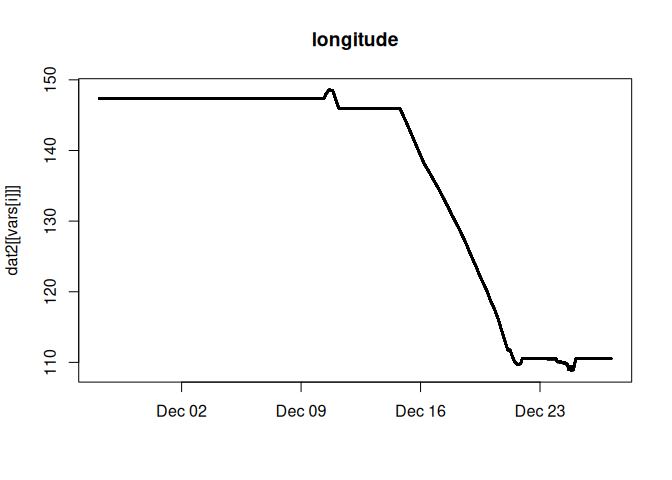 longitude
dat2[[vars[i]]]
150
140
130
120
110
Dec 02
Dec 09
Dec 16
Dec 23